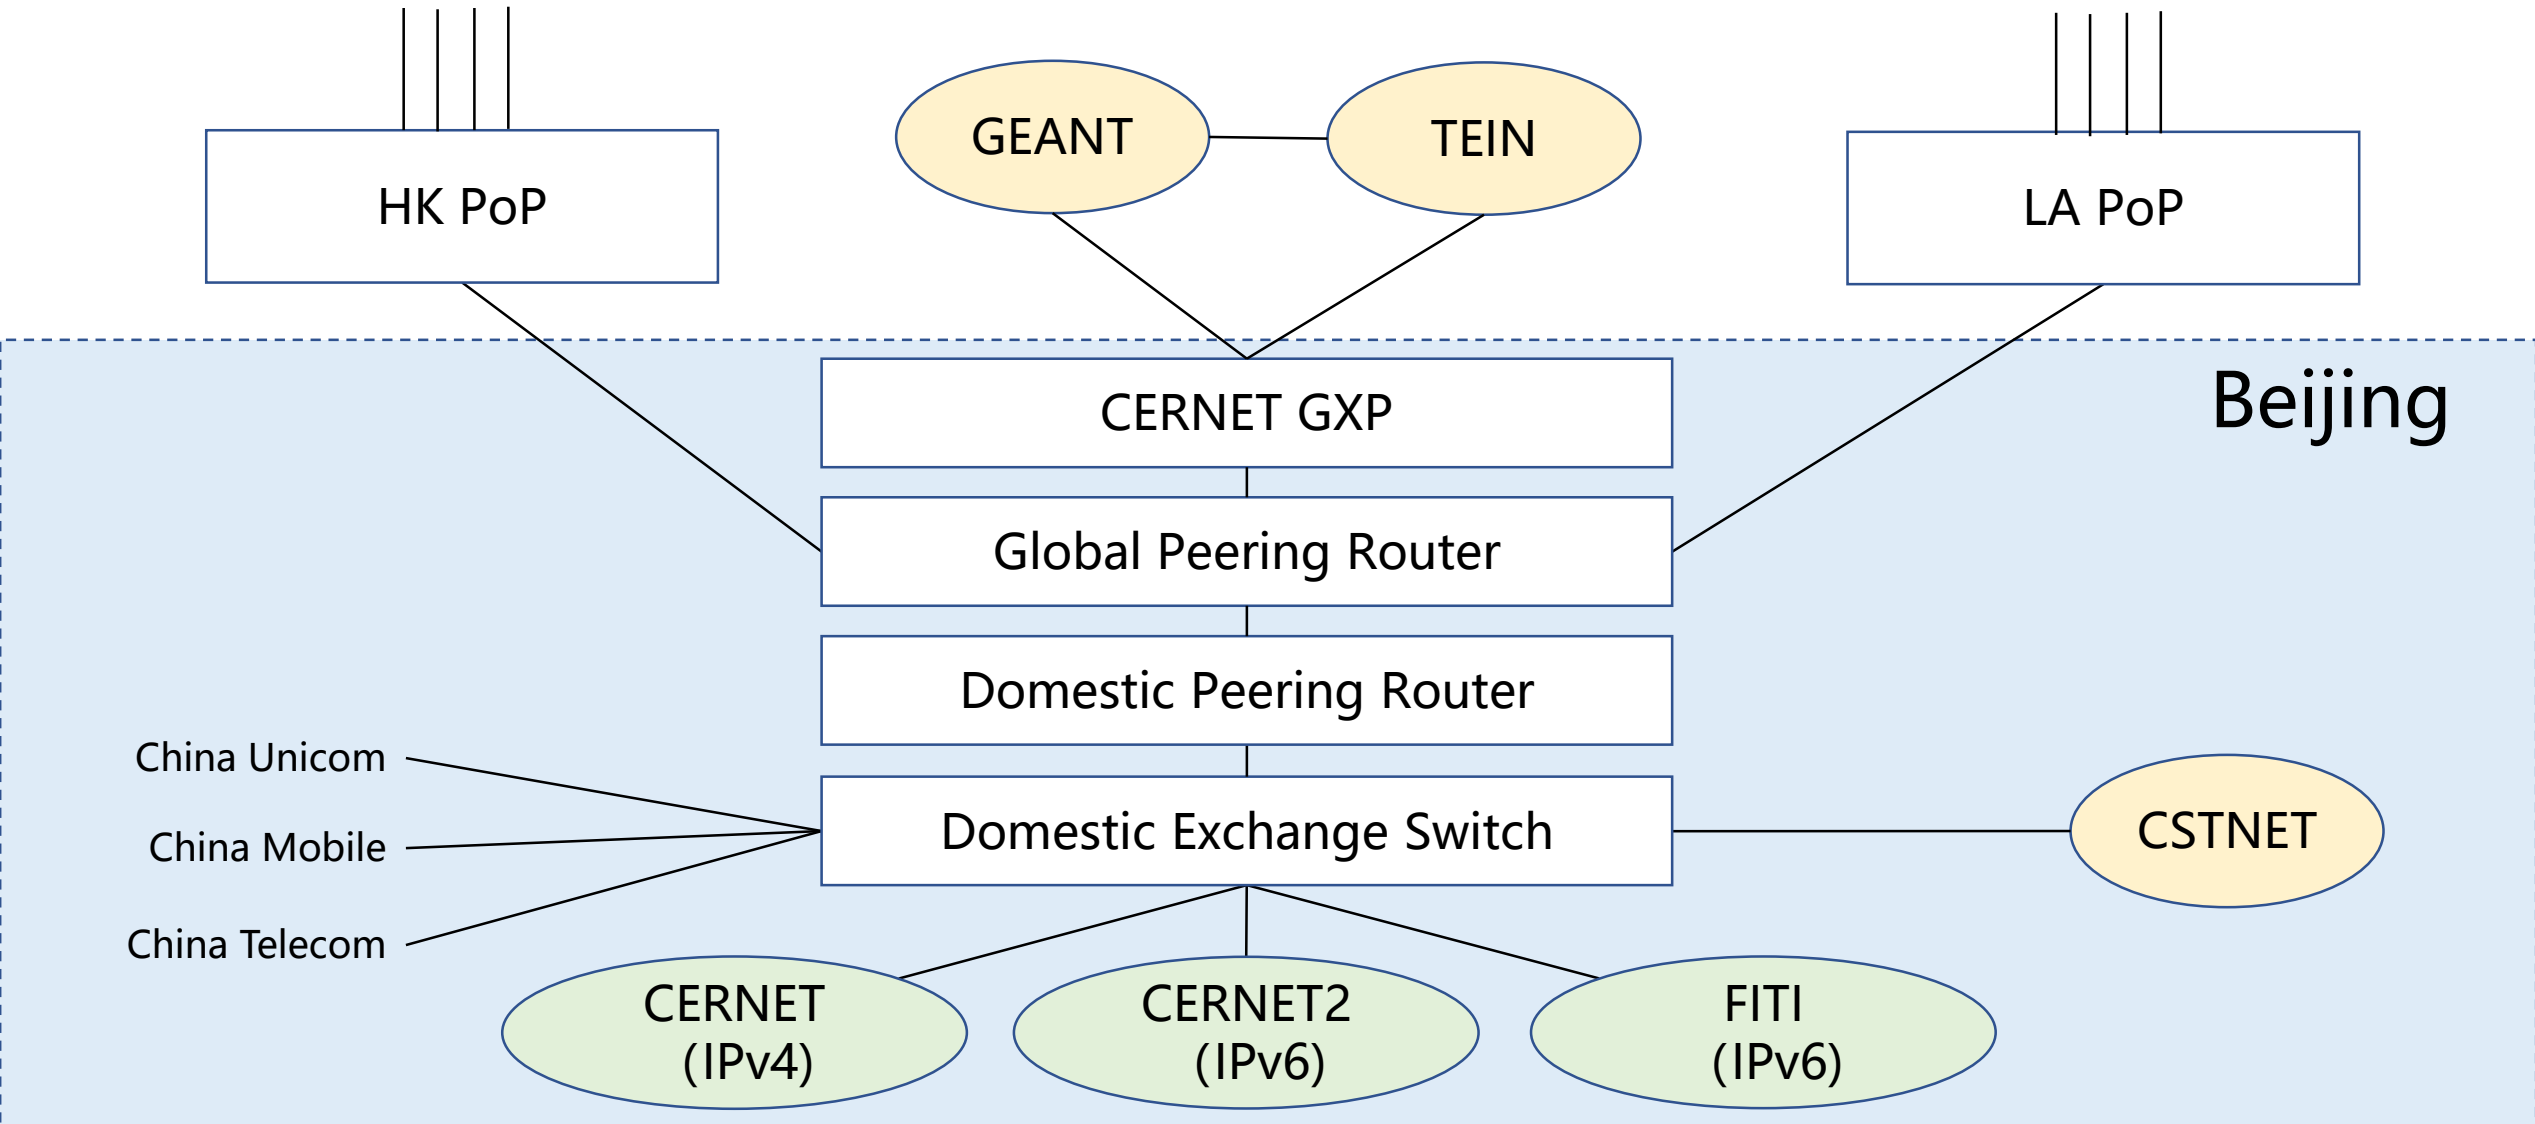 GEANT
TEIN
HK PoP
LA PoP
Beijing
CERNET GXP
Global Peering Router
Domestic Peering Router
China Unicom
China Mobile
China Telecom
Domestic Exchange Switch
CSTNET
CERNET
(IPv4)
CERNET2
(IPv6)
FITI
(IPv6)